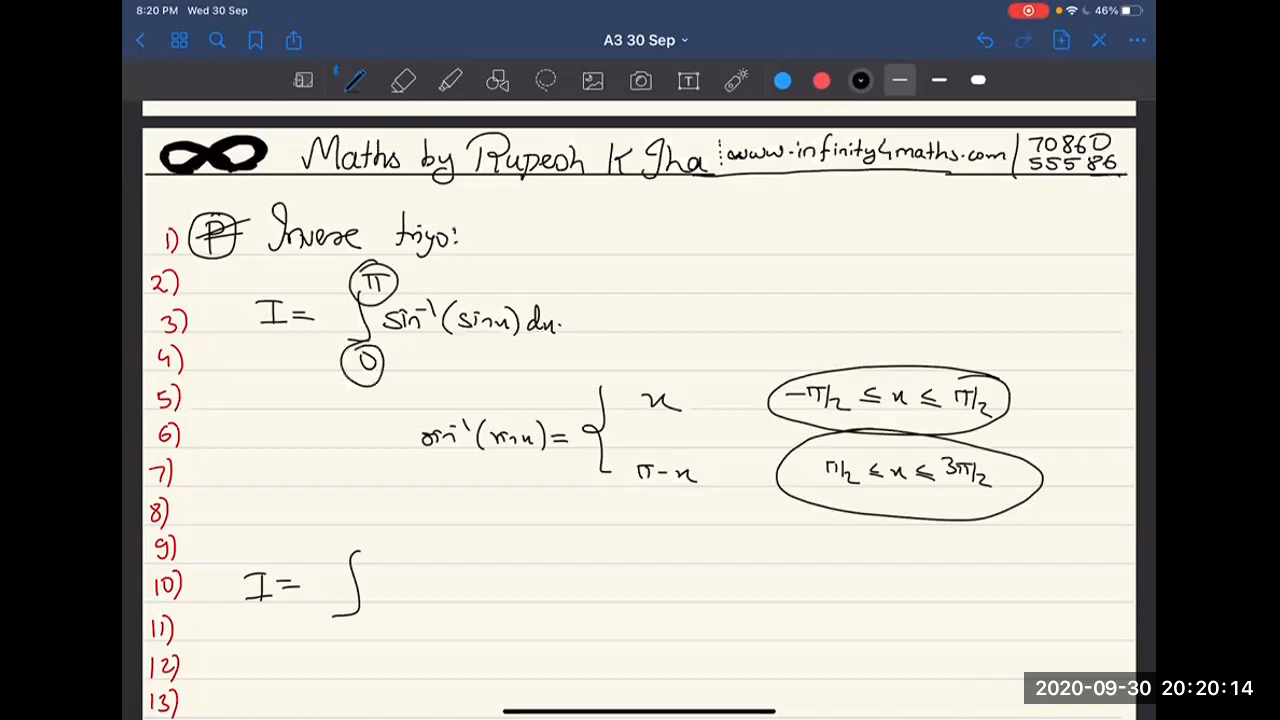 8:20 PM Wed 30 Sep
46%
A3 30 Sep
T
Maths by Rupesh K Jha www.infinity4maths.com 70860 55586
1) P Inverse trigo:
2)
3) I = ∫₀^π sin⁻¹(sinx) dx.
4)
5) x −π/2 ≤ x ≤ π/2
6) sin⁻¹(sinx) = {
7) π−x π/2 ≤ x ≤ 3π/2
8)
9)
10) I = ∫
11)
12)
13)
2020-09-30 20:20:14